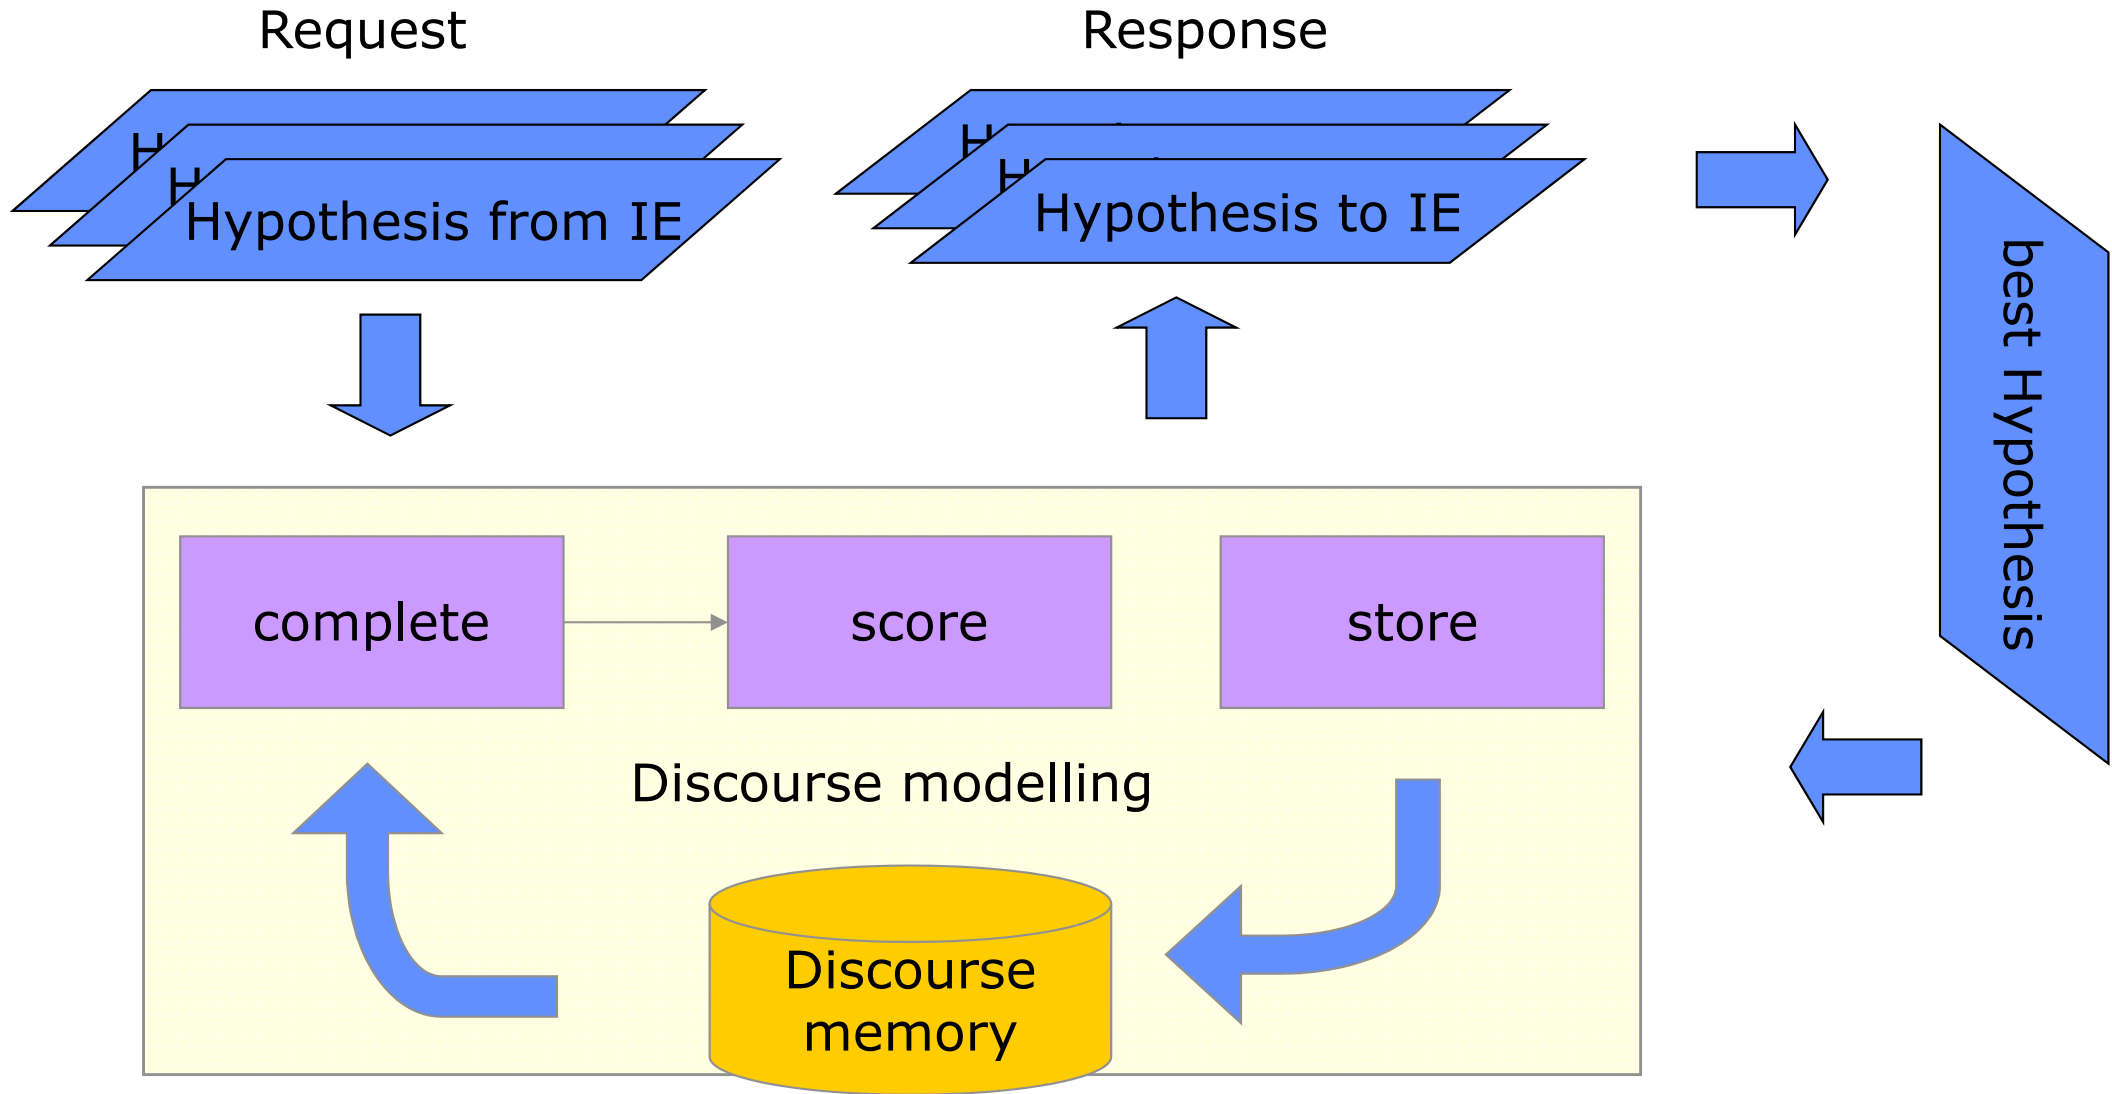 Request
Response
Hypothesis from IE
Hypothesis to IE
best Hypothesis
complete
score
store
Discourse modelling
Discourse
memory